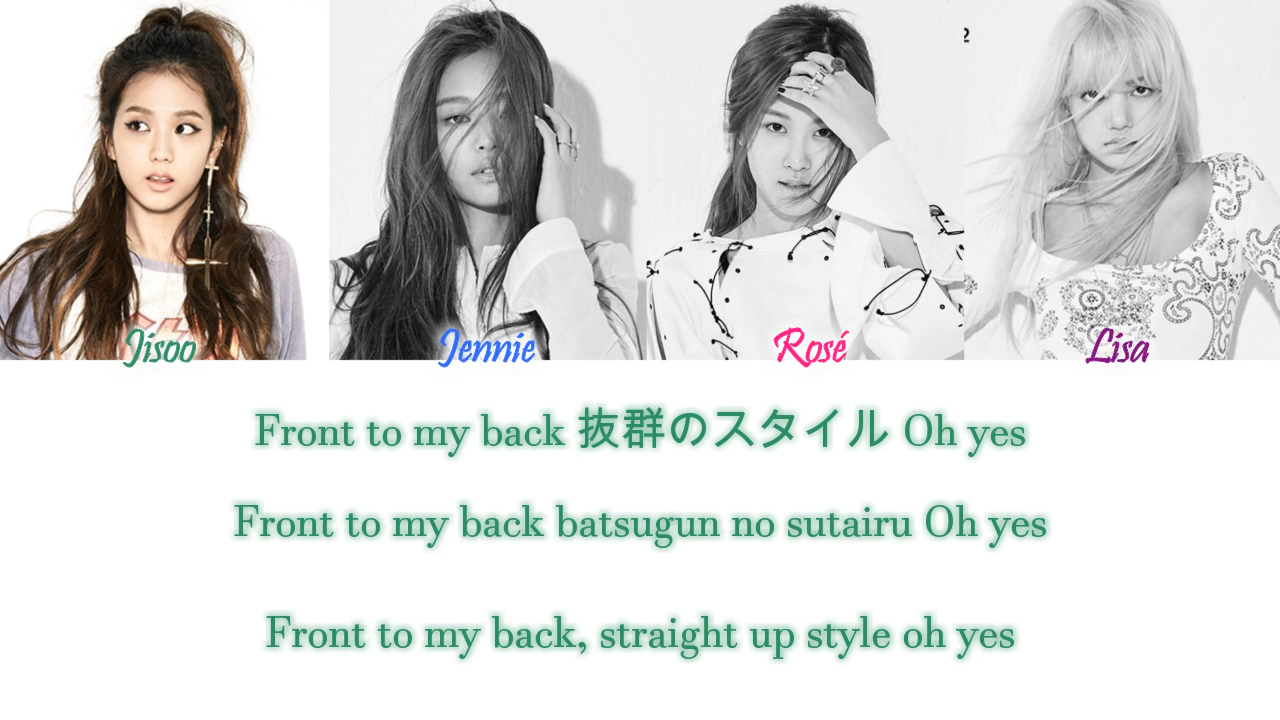 2
Jisoo
Jennie
Rosé
Lisa
Front to my back 抜群のスタイル Oh yes
Front to my back batsugun no sutairu Oh yes
Front to my back, straight up style oh yes